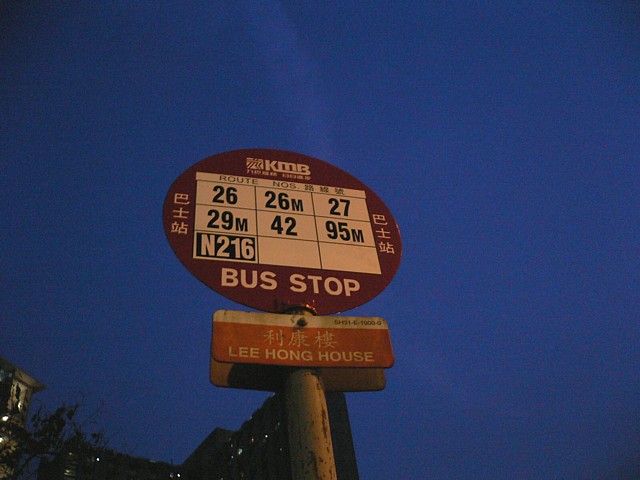 KMB
ROUTE NOS. 路線號
26 26M 27
29M 42 95M
N216
巴士站
巴士站
BUS STOP
利康樓
LEE HONG HOUSE